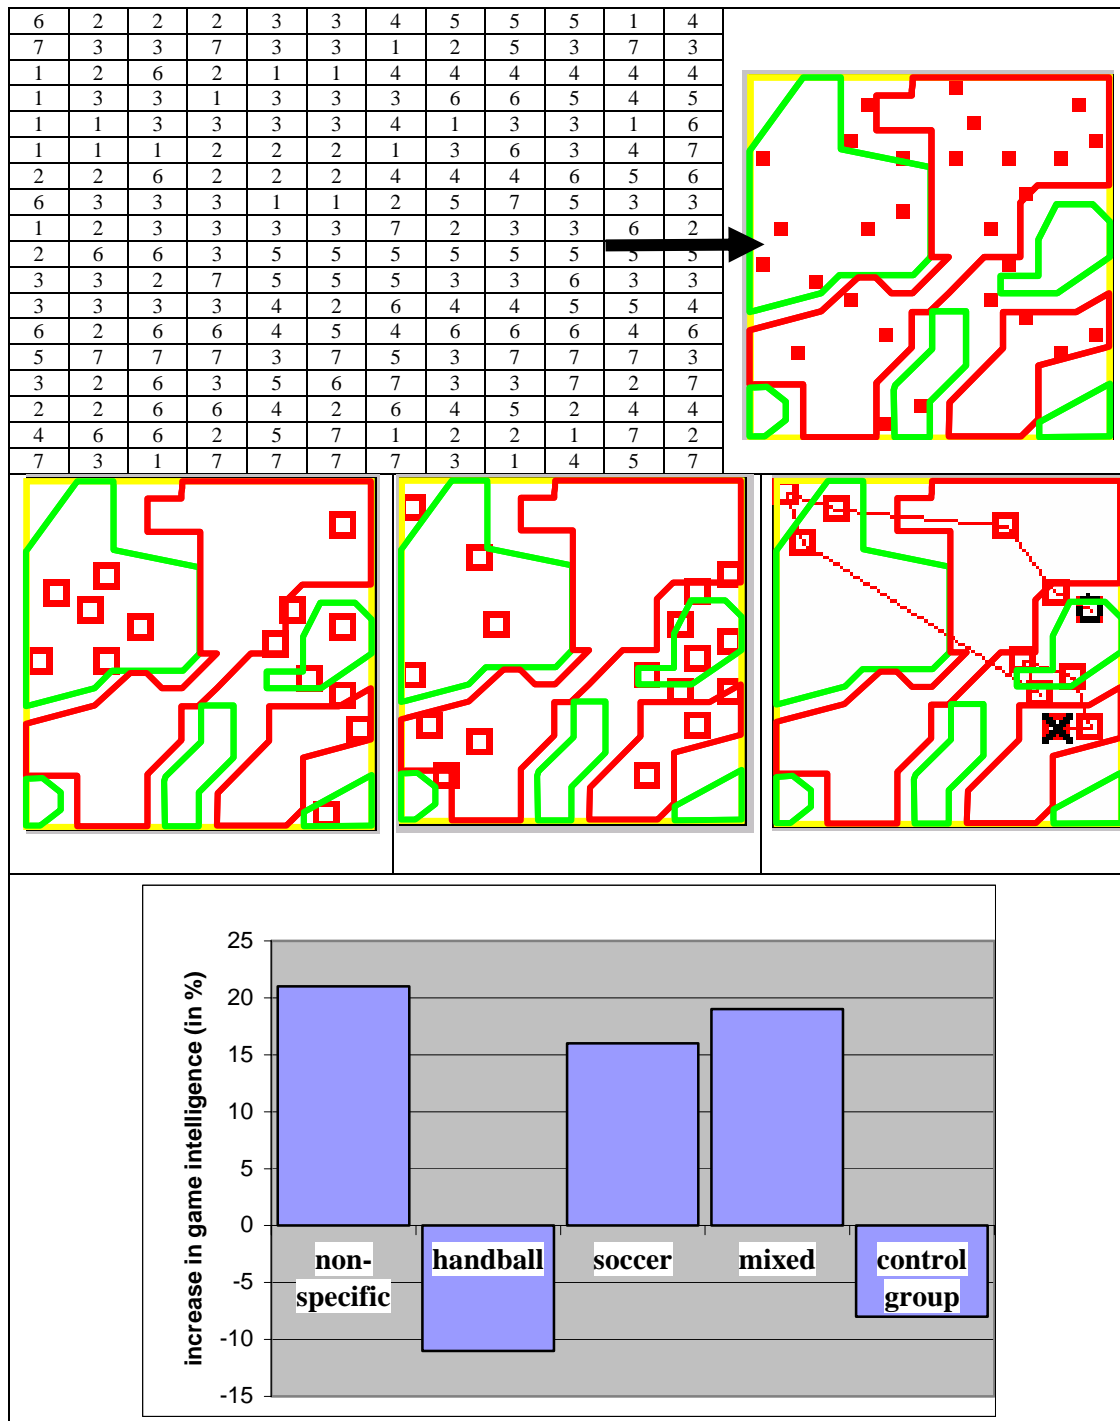 6 2 2 2 3 3 4 5 5 5 1 4
7 3 3 7 3 3 1 2 5 3 7 3
1 2 6 2 1 1 4 4 4 4 4 4
1 3 3 1 3 3 3 6 6 5 4 5
1 1 3 3 3 3 4 1 3 3 1 6
1 1 1 2 2 2 1 3 6 3 4 7
2 2 6 2 2 2 4 4 4 6 5 6
6 3 3 3 1 1 2 5 7 5 3 3
1 2 3 3 3 3 7 2 3 3 6 2
2 6 6 3 5 5 5 5 5 5 5 5
3 3 2 7 5 5 5 3 3 6 3 3
3 3 3 3 4 2 6 4 4 5 5 4
6 2 6 6 4 5 4 6 6 6 4 6
5 7 7 7 3 7 5 3 7 7 7 3
3 2 6 3 5 6 7 3 3 7 2 7
2 2 6 6 4 2 6 4 5 2 4 4
4 6 6 2 5 7 1 2 2 1 7 2
7 3 1 7 7 7 7 3 1 4 5 7
increase in game intelligence (in %)
25
20
15
10
5
0
-5
-10
-15
non-
specific
handball
soccer
mixed
control
group